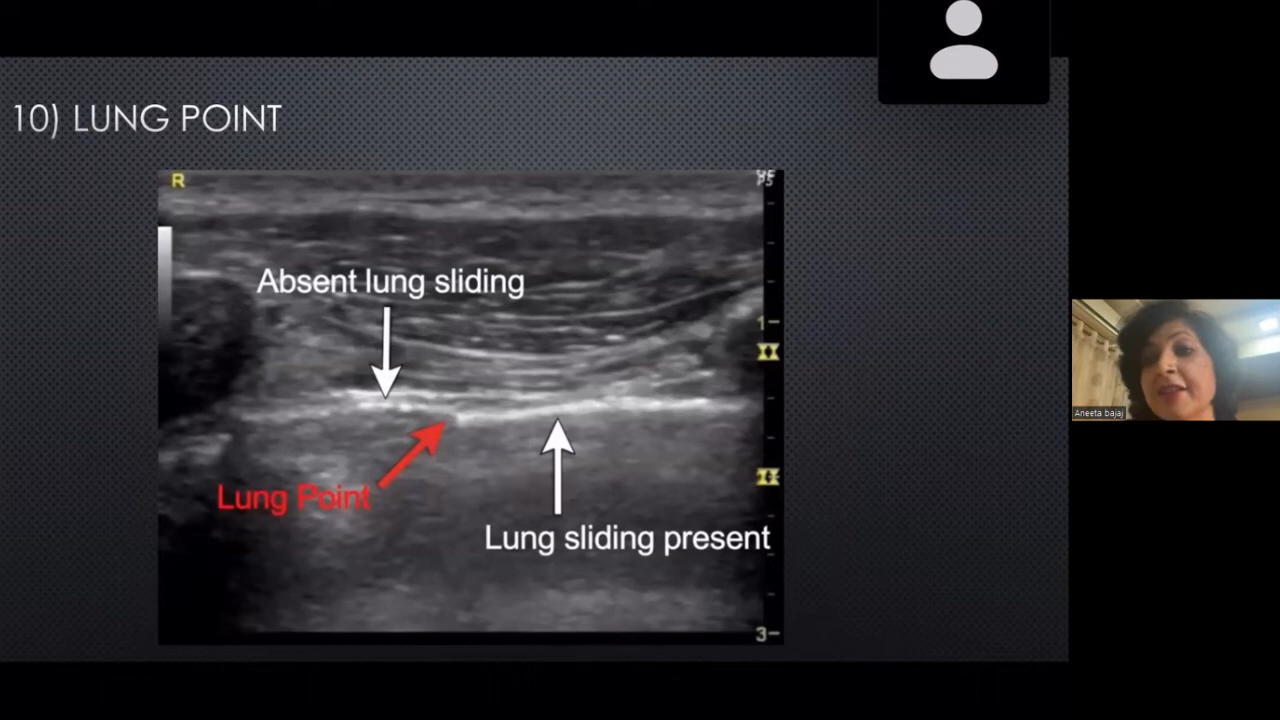 10) LUNG POINT
R
Absent lung sliding
1
Lung Point
Lung sliding present
3
Aneeta bajaj